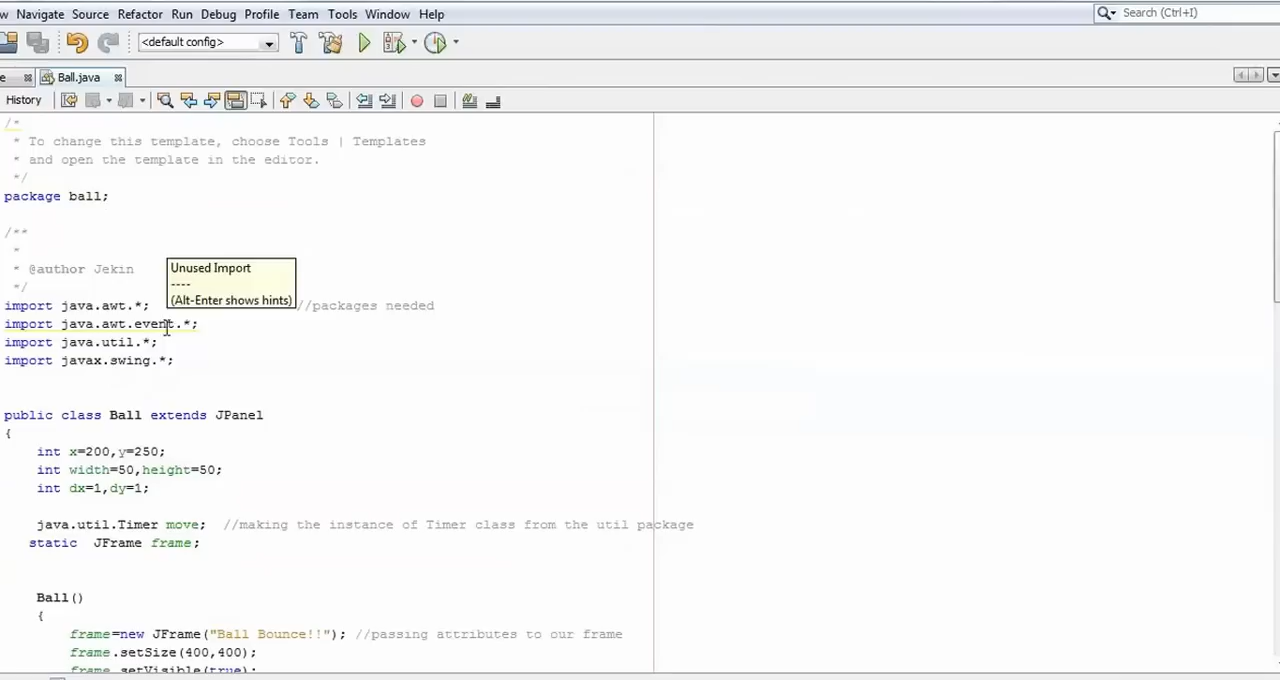 w Navigate Source Refactor Run Debug Profile Team Tools Window Help
Search (Ctrl+I)
<default config>
e Ball.java
History
/*
* To change this template, choose Tools | Templates
* and open the template in the editor.
*/
package ball;
/**
*
* @author Jekin
*/
Unused Import
----
(Alt-Enter shows hints)
import java.awt.*; //packages needed
import java.awt.event.*;
import java.util.*;
import javax.swing.*;
public class Ball extends JPanel
{
int x=200,y=250;
int width=50,height=50;
int dx=1,dy=1;
java.util.Timer move; //making the instance of Timer class from the util package
static JFrame frame;
Ball()
{
frame=new JFrame("Ball Bounce!!"); //passing attributes to our frame
frame.setSize(400,400);
frame.setVisible(true);